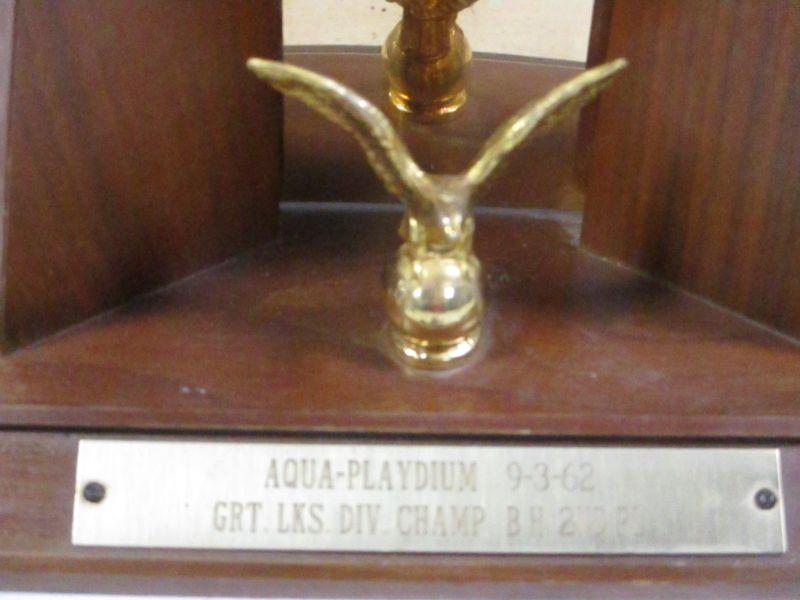 AQUA-PLAYDIUM 9-3-62
GRT. LKS. DIV. CHAMP B.H. 2ND